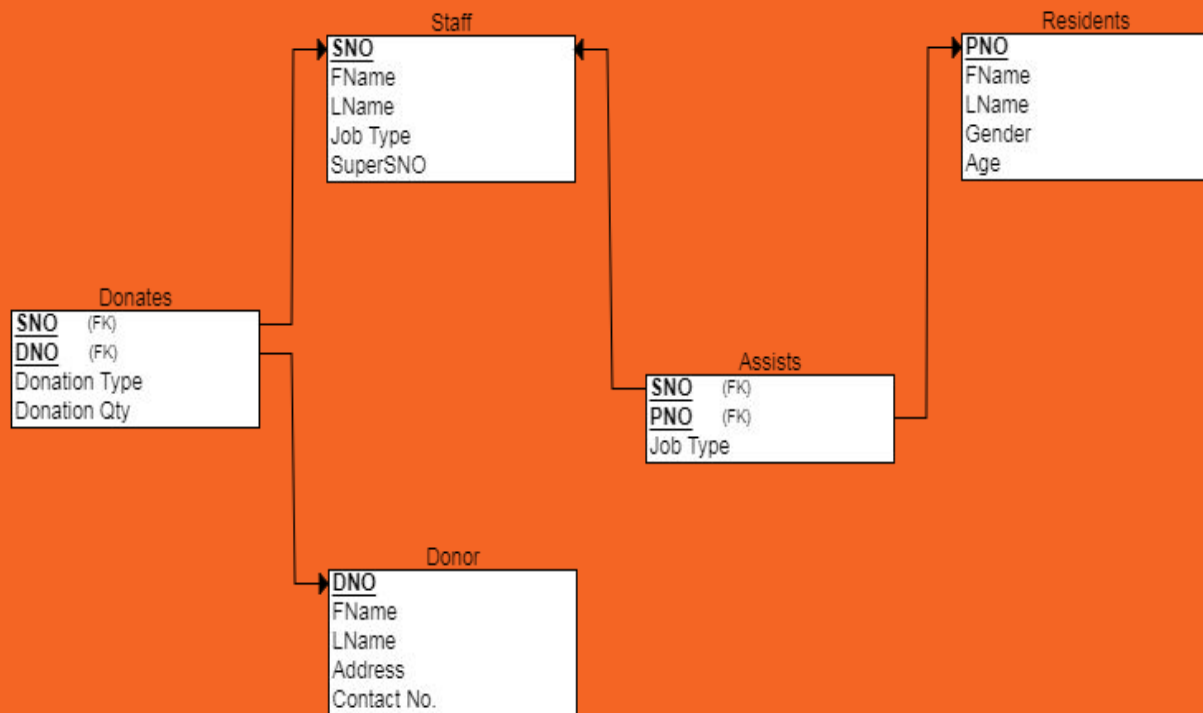 Staff
SNO
FName
LName
Job Type
SuperSNO
Residents
PNO
FName
LName
Gender
Age
Donates
SNO (FK)
DNO (FK)
Donation Type
Donation Qty
Assists
SNO (FK)
PNO (FK)
Job Type
Donor
DNO
FName
LName
Address
Contact No.